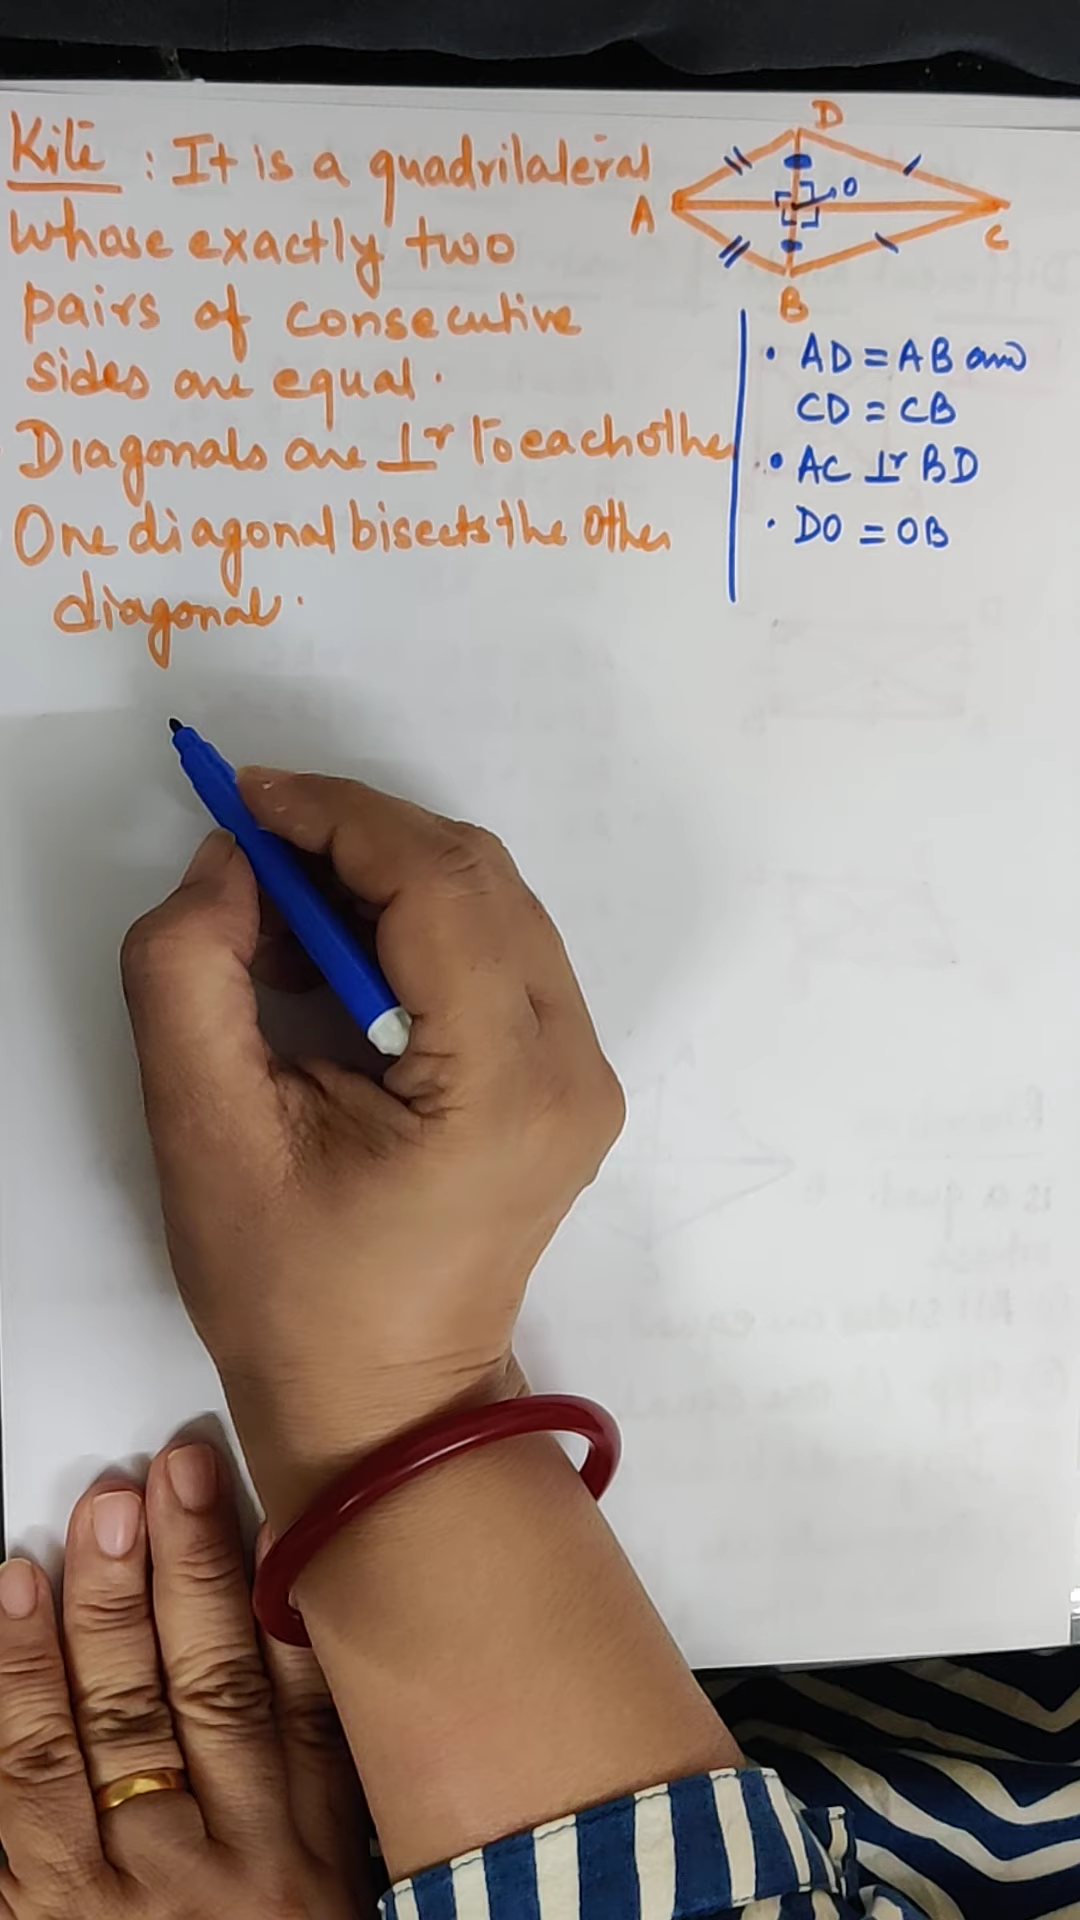 Kite : It is a quadrilateral
whose exactly two
pairs of consecutive
sides are equal.
Diagonals are ⊥r to each other
One diagonal bisects the other
diagonal.
D
A
O
C
B
• AD = AB and
CD = CB
• AC ⊥r BD
• DO = OB